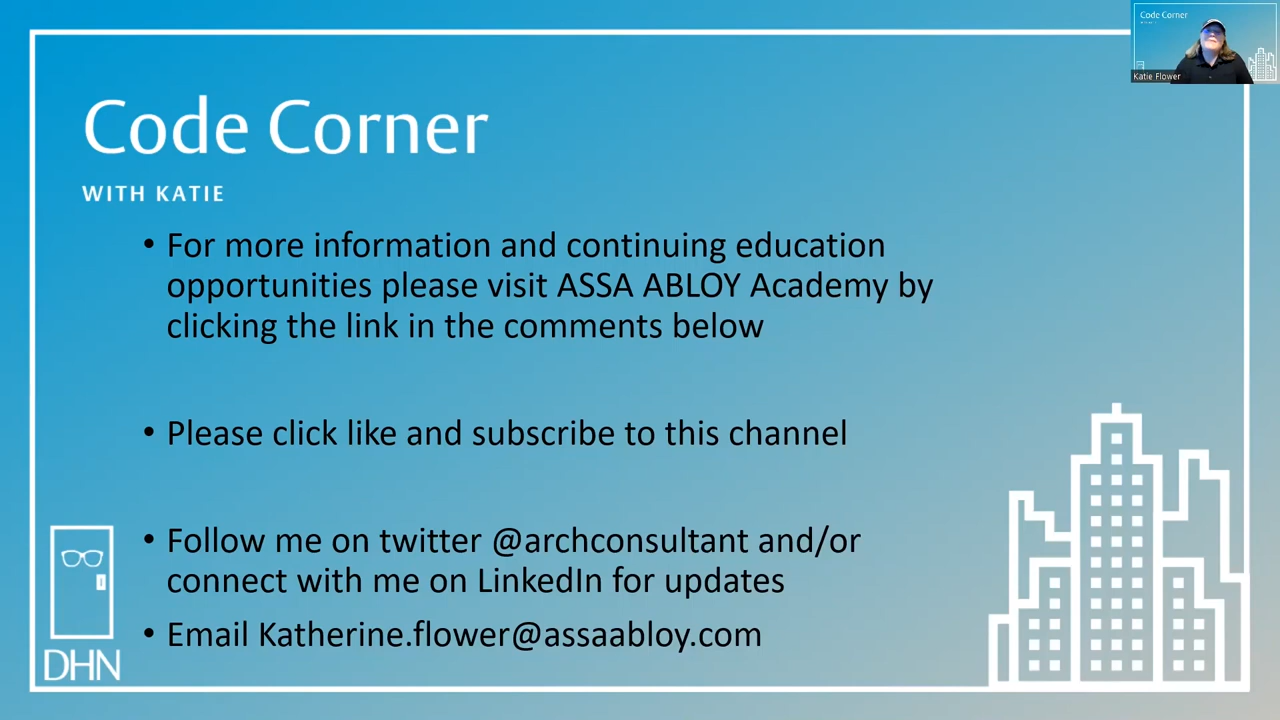 Code Corner
Katie Flower
Code Corner
WITH KATIE
• For more information and continuing education
opportunities please visit ASSA ABLOY Academy by
clicking the link in the comments below
• Please click like and subscribe to this channel
• Follow me on twitter @archconsultant and/or
connect with me on LinkedIn for updates
• Email Katherine.flower@assaabloy.com
DHN